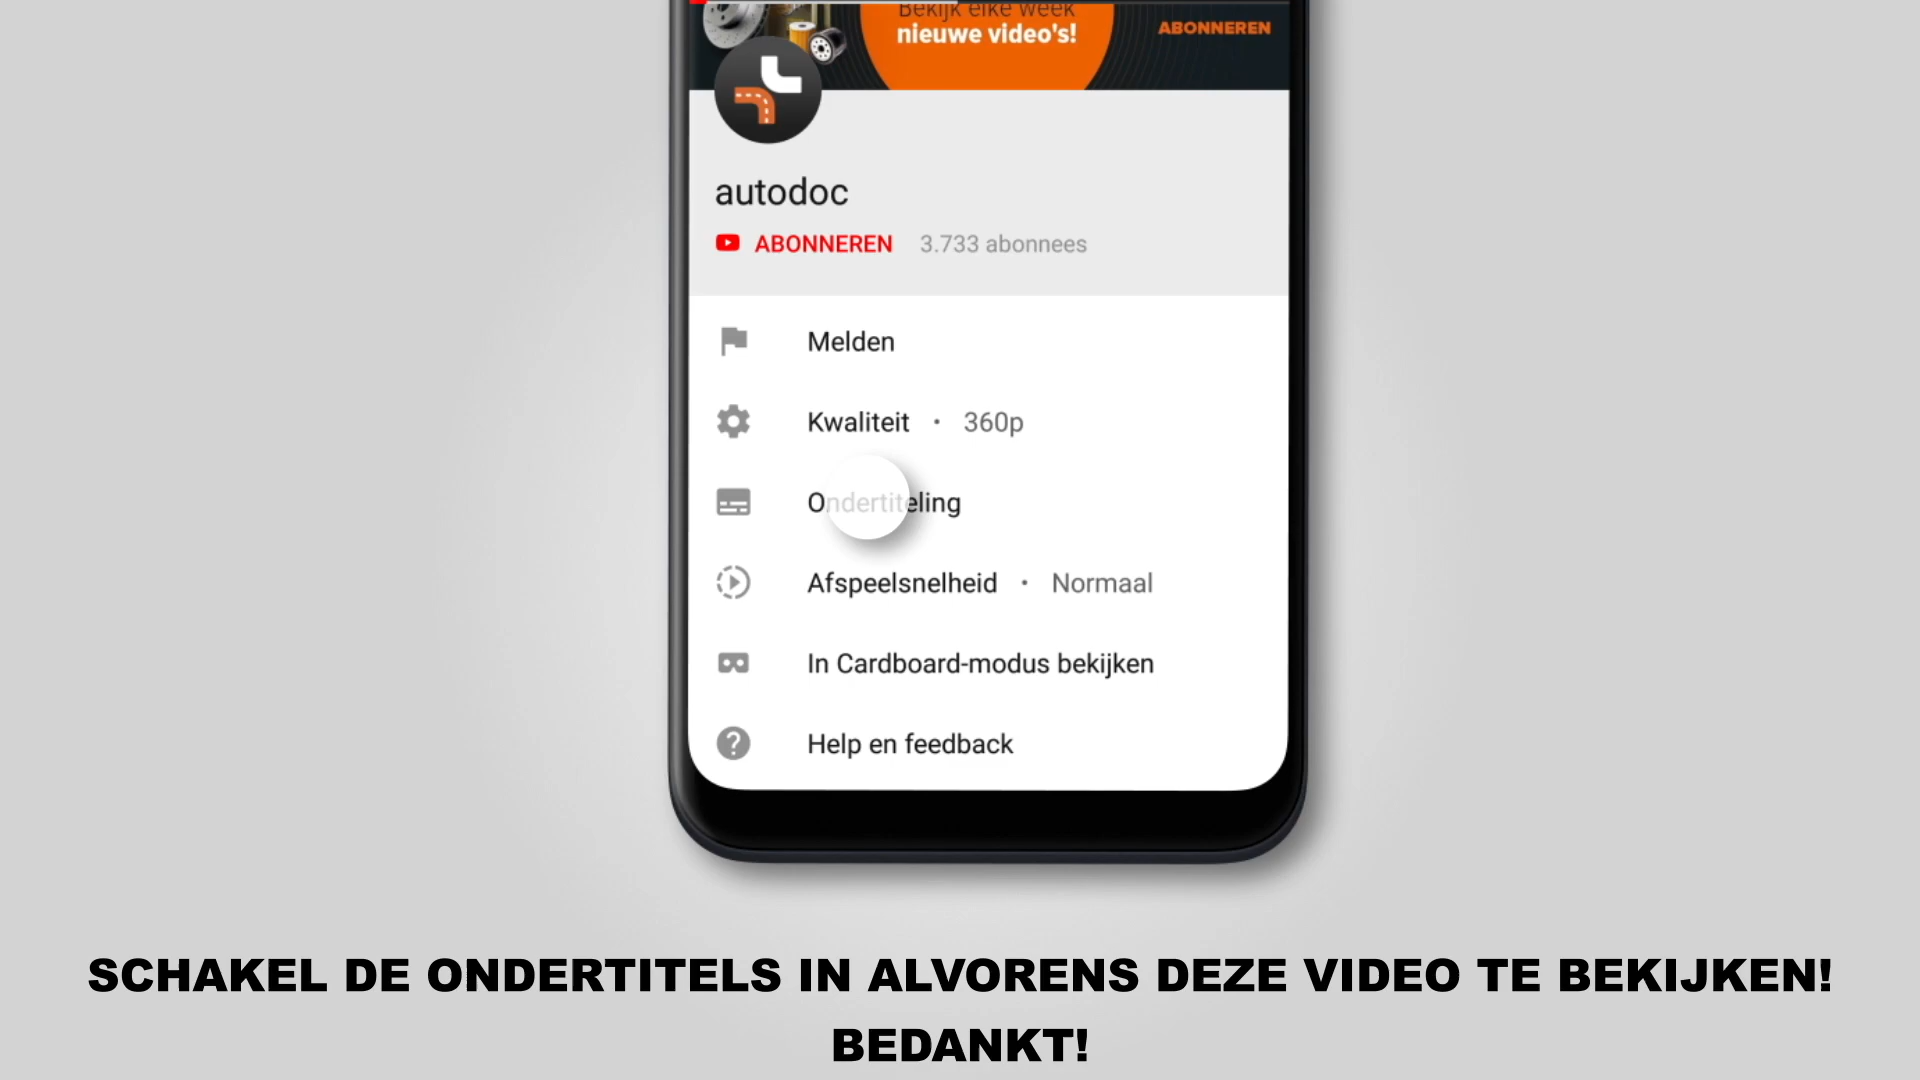 Bekijk elke week
nieuwe video's!
ABONNEREN
autodoc
ABONNEREN 3.733 abonnees
Melden
Kwaliteit • 360p
Ondertiteling
Afspeelsnelheid • Normaal
In Cardboard-modus bekijken
Help en feedback
SCHAKEL DE ONDERTITELS IN ALVORENS DEZE VIDEO TE BEKIJKEN!
BEDANKT!